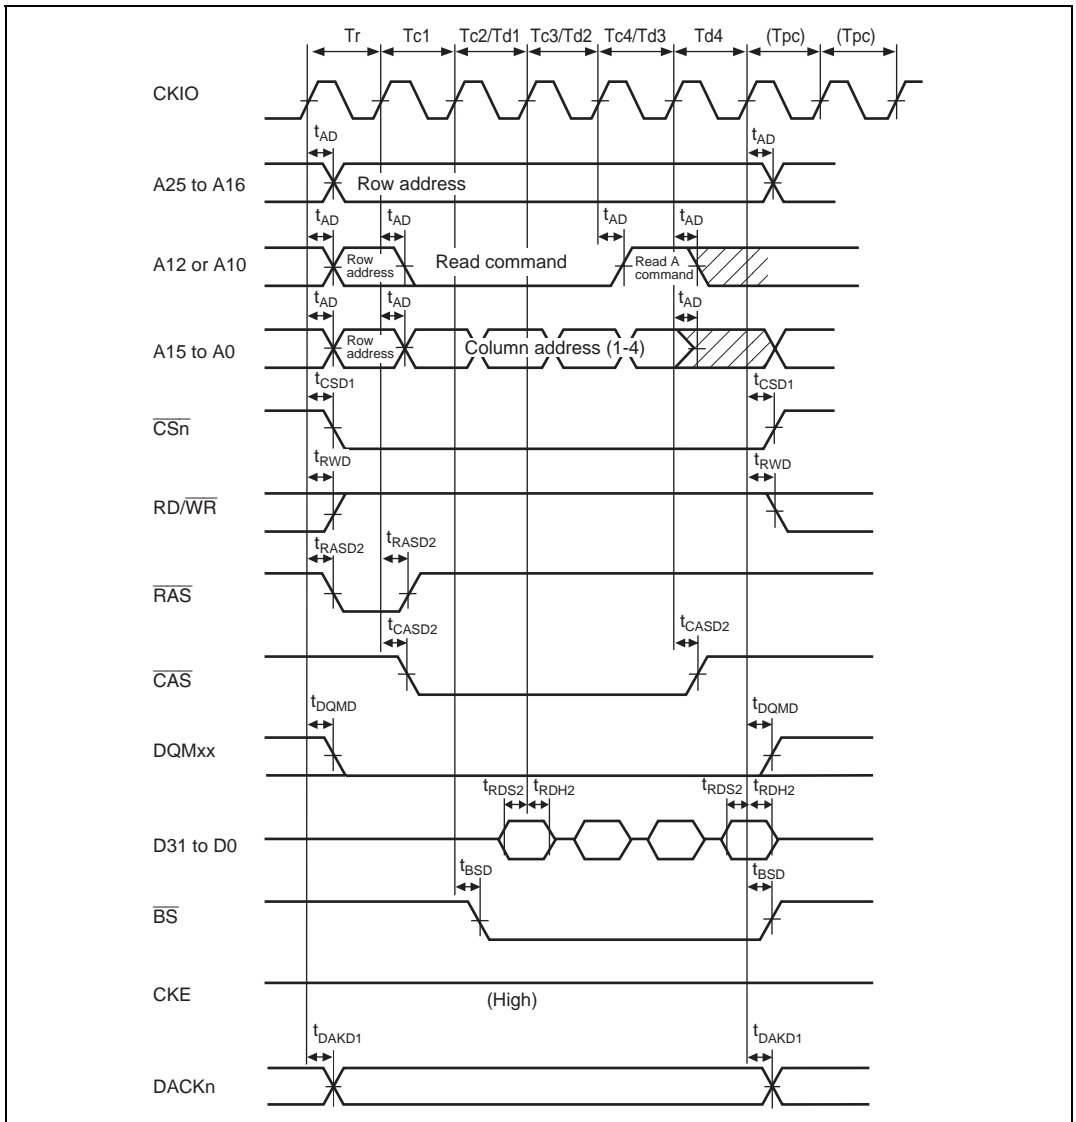 Tr Tc1 Tc2/Td1 Tc3/Td2 Tc4/Td3 Td4 (Tpc) (Tpc)
CKIO
tAD tAD
A25 to A16 Row address
tAD tAD tAD tAD
A12 or A10 Row address Read command Read A command
tAD tAD tAD
A15 to A0 Row address Column address (1-4)
tCSD1 tCSD1
CSn
tRWD tRWD
RD/WR
tRASD2 tRASD2
RAS
tCASD2 tCASD2
CAS
tDQMD tDQMD
DQMxx
tRDS2 tRDH2 tRDS2 tRDH2
D31 to D0
tBSD tBSD
BS
CKE (High)
tDAKD1 tDAKD1
DACKn